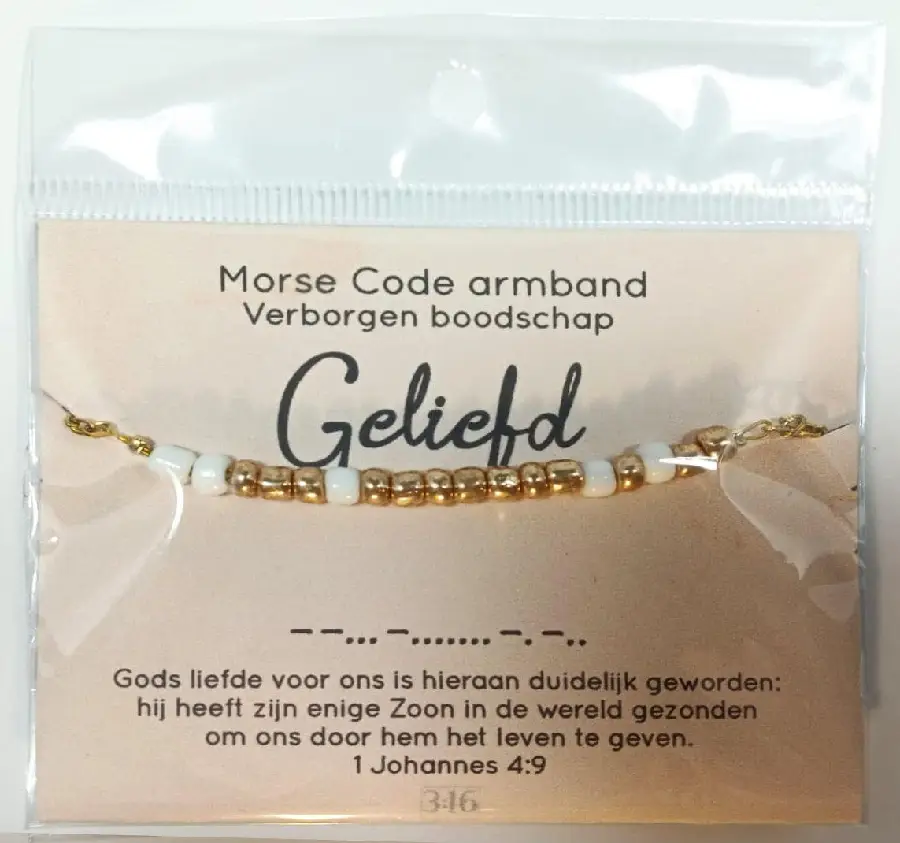 Morse Code armband
Verborgen boodschap
Geliefd
– –... –....... –. –..
Gods liefde voor ons is hieraan duidelijk geworden:
hij heeft zijn enige Zoon in de wereld gezonden
om ons door hem het leven te geven.
1 Johannes 4:9
316